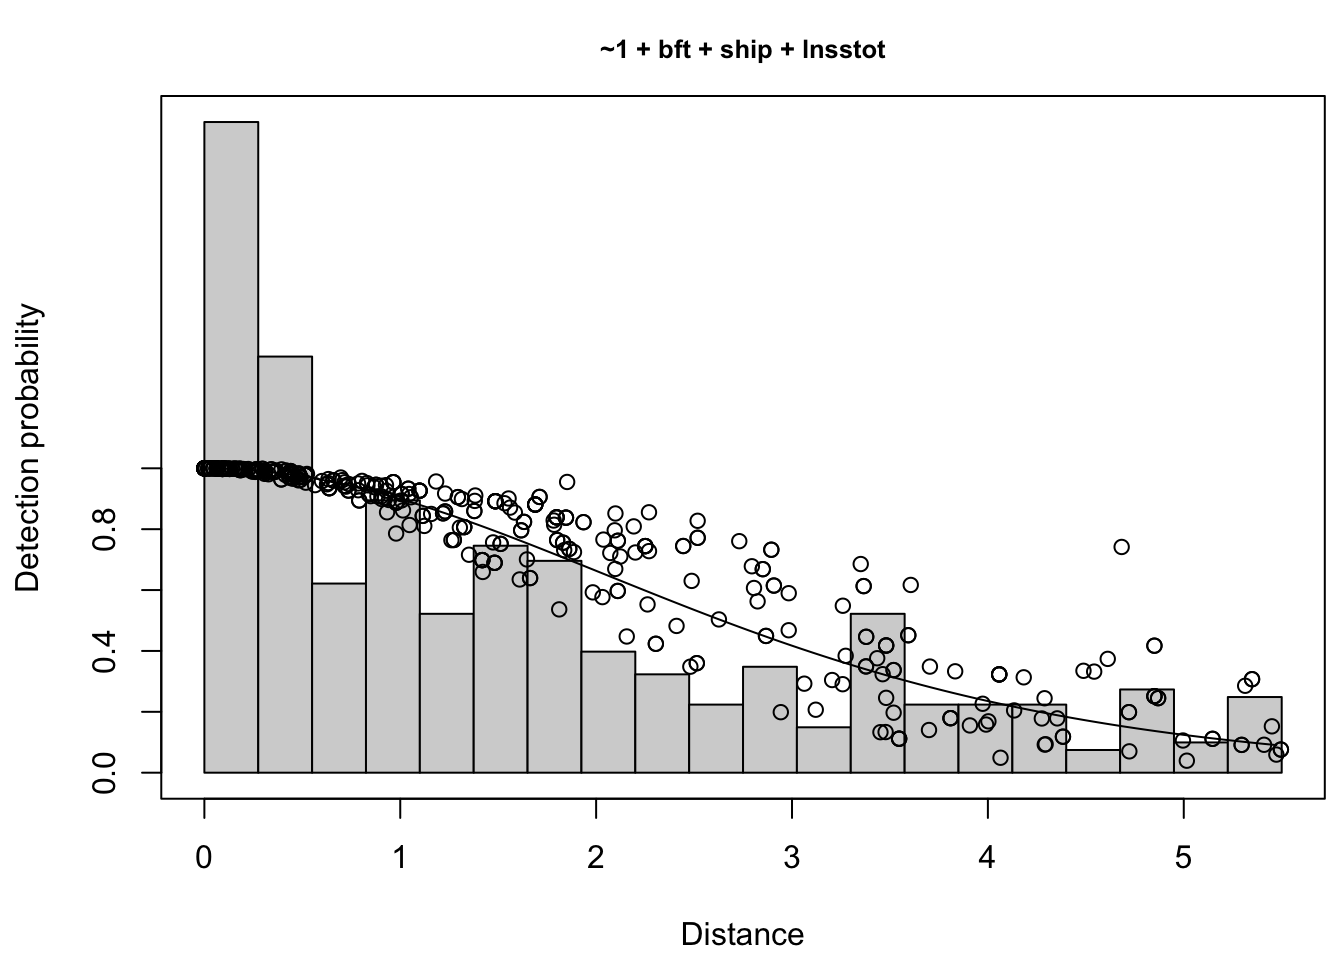 ~1 + bft + ship + lnsstot
Detection probability
0.8
0.4
0.0
0 1 2 3 4 5
Distance